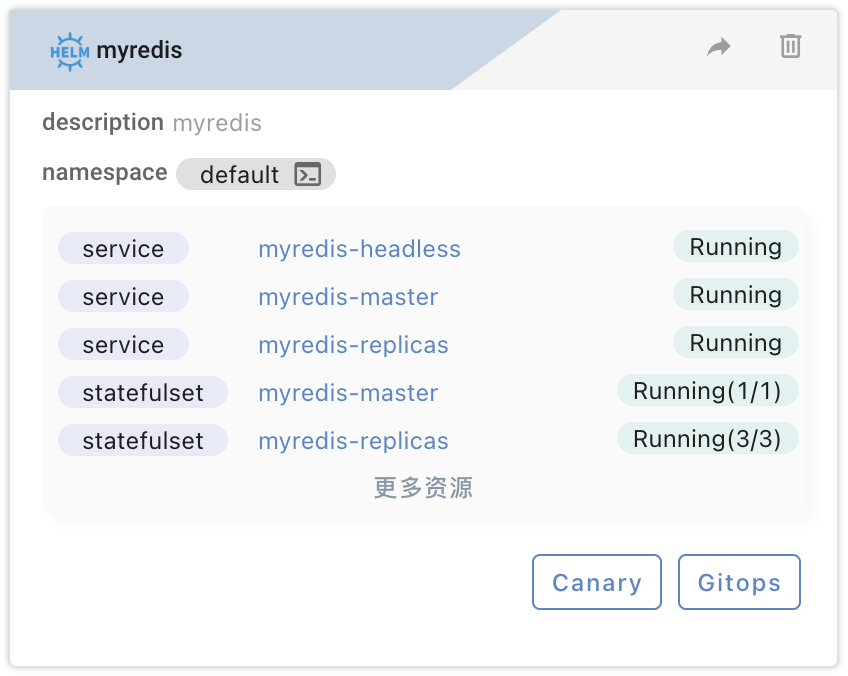 HELM myredis
description myredis
namespace default
service myredis-headless Running
service myredis-master Running
service myredis-replicas Running
statefulset myredis-master Running(1/1)
statefulset myredis-replicas Running(3/3)
更多资源
Canary Gitops